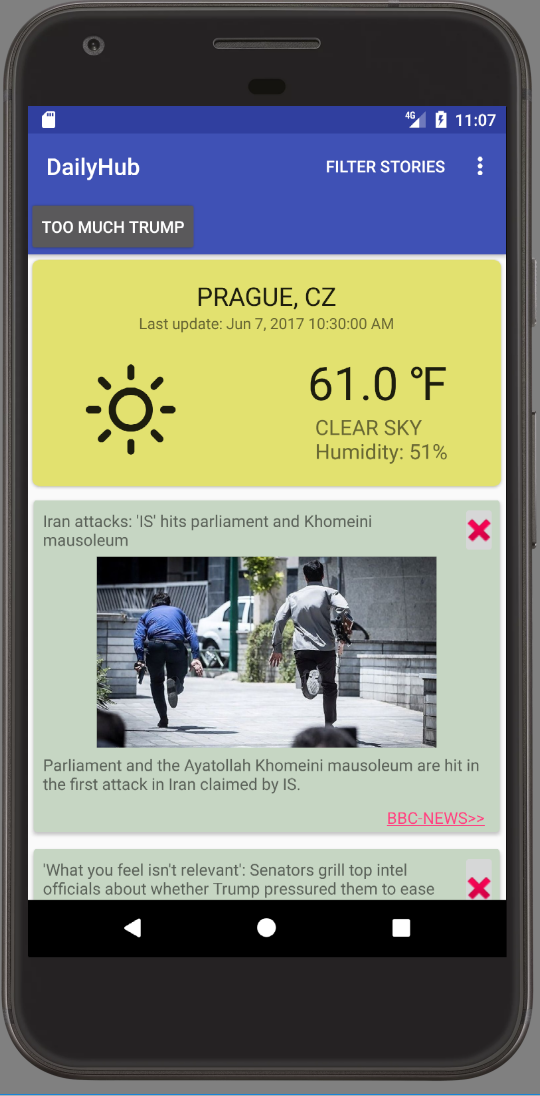 4G 11:07
DailyHub FILTER STORIES
TOO MUCH TRUMP
PRAGUE, CZ
Last update: Jun 7, 2017 10:30:00 AM
61.0 °F
CLEAR SKY
Humidity: 51%
Iran attacks: 'IS' hits parliament and Khomeini
mausoleum
Parliament and the Ayatollah Khomeini mausoleum are hit in
the first attack in Iran claimed by IS.
BBC-NEWS>>
'What you feel isn't relevant': Senators grill top intel
officials about whether Trump pressured them to ease